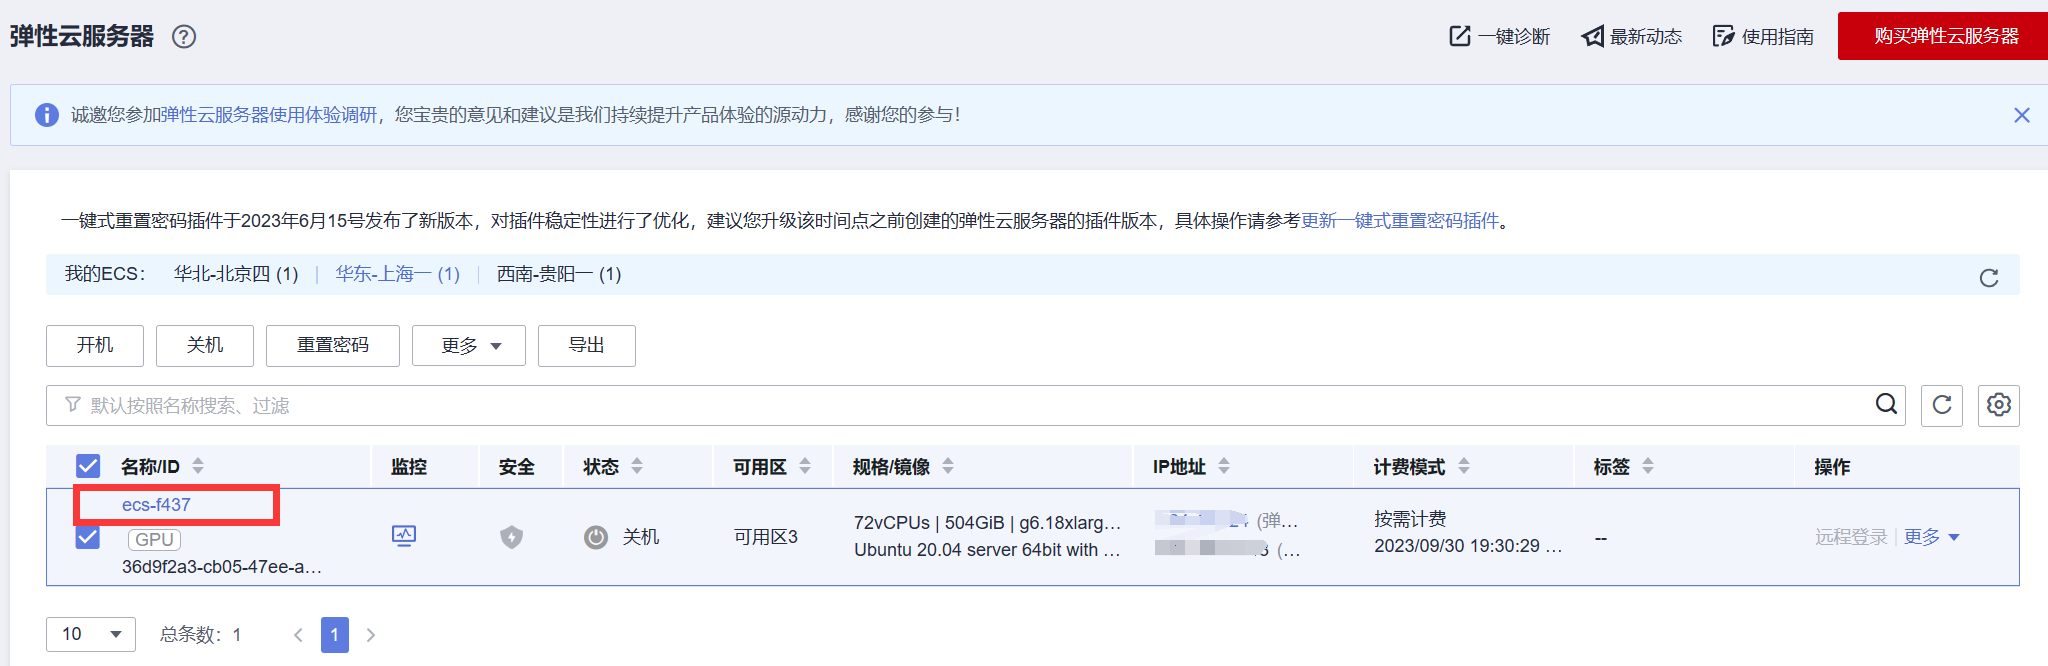 弹性云服务器
一键诊断 最新动态 使用指南 购买弹性云服务器
诚邀您参加弹性云服务器使用体验调研，您宝贵的意见和建议是我们持续提升产品体验的源动力，感谢您的参与！
一键式重置密码插件于2023年6月15号发布了新版本，对插件稳定性进行了优化，建议您升级该时间点之前创建的弹性云服务器的插件版本，具体操作请参考更新一键式重置密码插件。
我的ECS： 华北-北京四 (1) 华东-上海一 (1) 西南-贵阳一 (1)
开机 关机 重置密码 更多 导出
默认按照名称搜索、过滤
名称/ID 监控 安全 状态 可用区 规格/镜像 IP地址 计费模式 标签 操作
ecs-f437
GPU
36d9f2a3-cb05-47ee-a...
关机
可用区3
72vCPUs | 504GiB | g6.18xlarg...
Ubuntu 20.04 server 64bit with ...
(弹...
(...
按需计费
2023/09/30 19:30:29 ...
--
远程登录 更多
10 总条数： 1 1